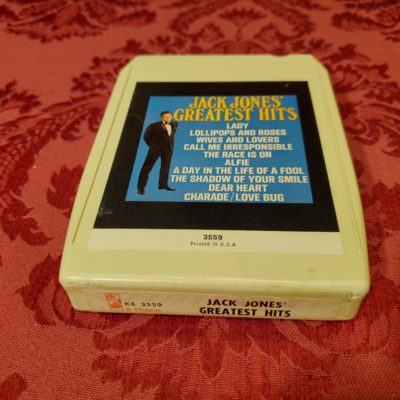 JACK JONES'
GREATEST HITS
LADY
LOLLIPOPS AND ROSES
WIVES AND LOVERS
CALL ME IRRESPONSIBLE
THE RACE IS ON
ALFIE
A DAY IN THE LIFE OF A FOOL
THE SHADOW OF YOUR SMILE
DEAR HEART
CHARADE/LOVE BUG
3559
Printed in U.S.A.
K8 3559
8 TRACK
JACK JONES'
GREATEST HITS